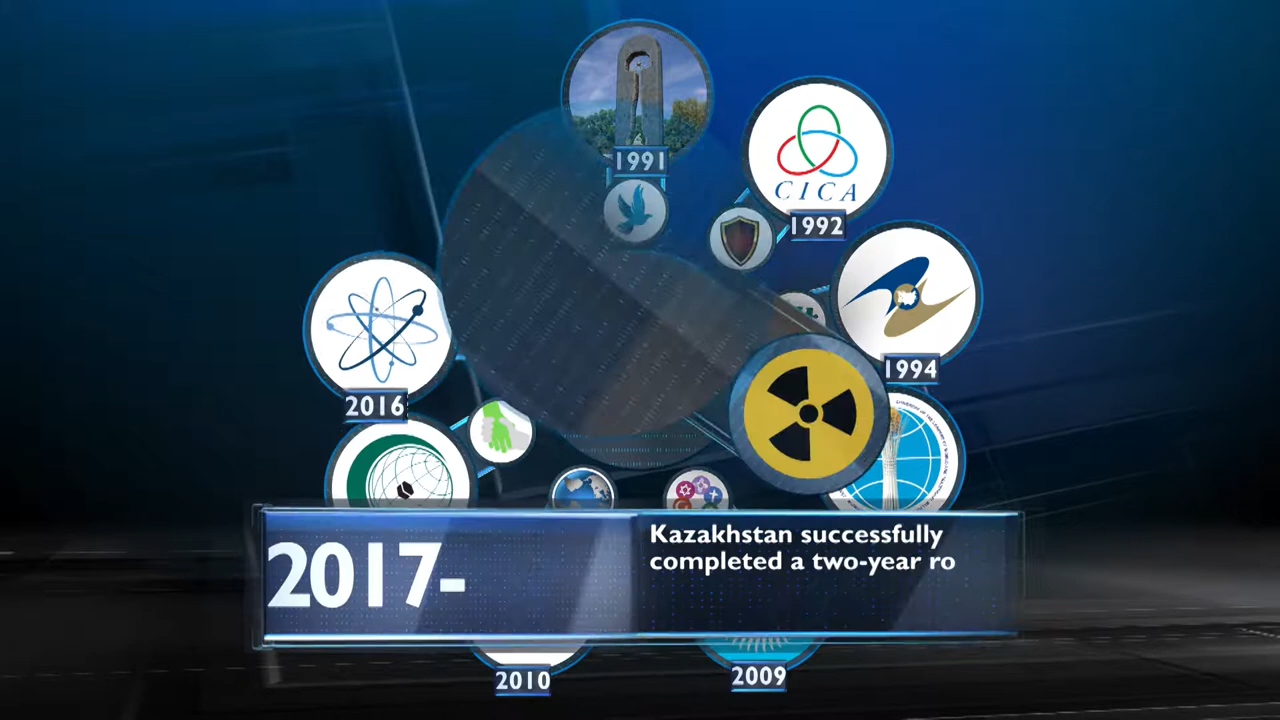 1991
CICA
1992
1994
2016
2017-
Kazakhstan successfully
completed a two-year ro
2010
2009